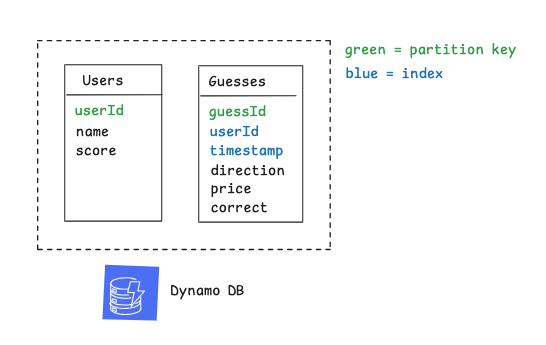 green = partition key
blue = index
Users
userId
name
score
Guesses
guessId
userId
timestamp
direction
price
correct
Dynamo DB